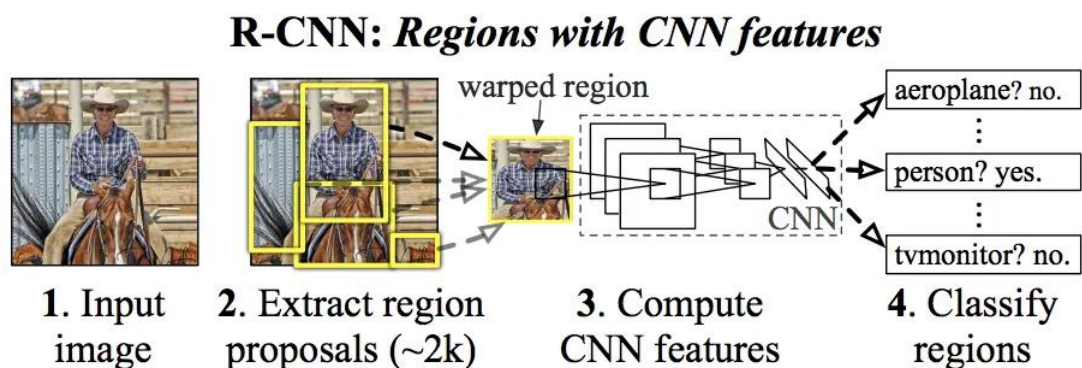 R-CNN: Regions with CNN features
warped region
aeroplane? no.
person? yes.
tvmonitor? no.
CNN
1. Input
image
2. Extract region
proposals (~2k)
3. Compute
CNN features
4. Classify
regions